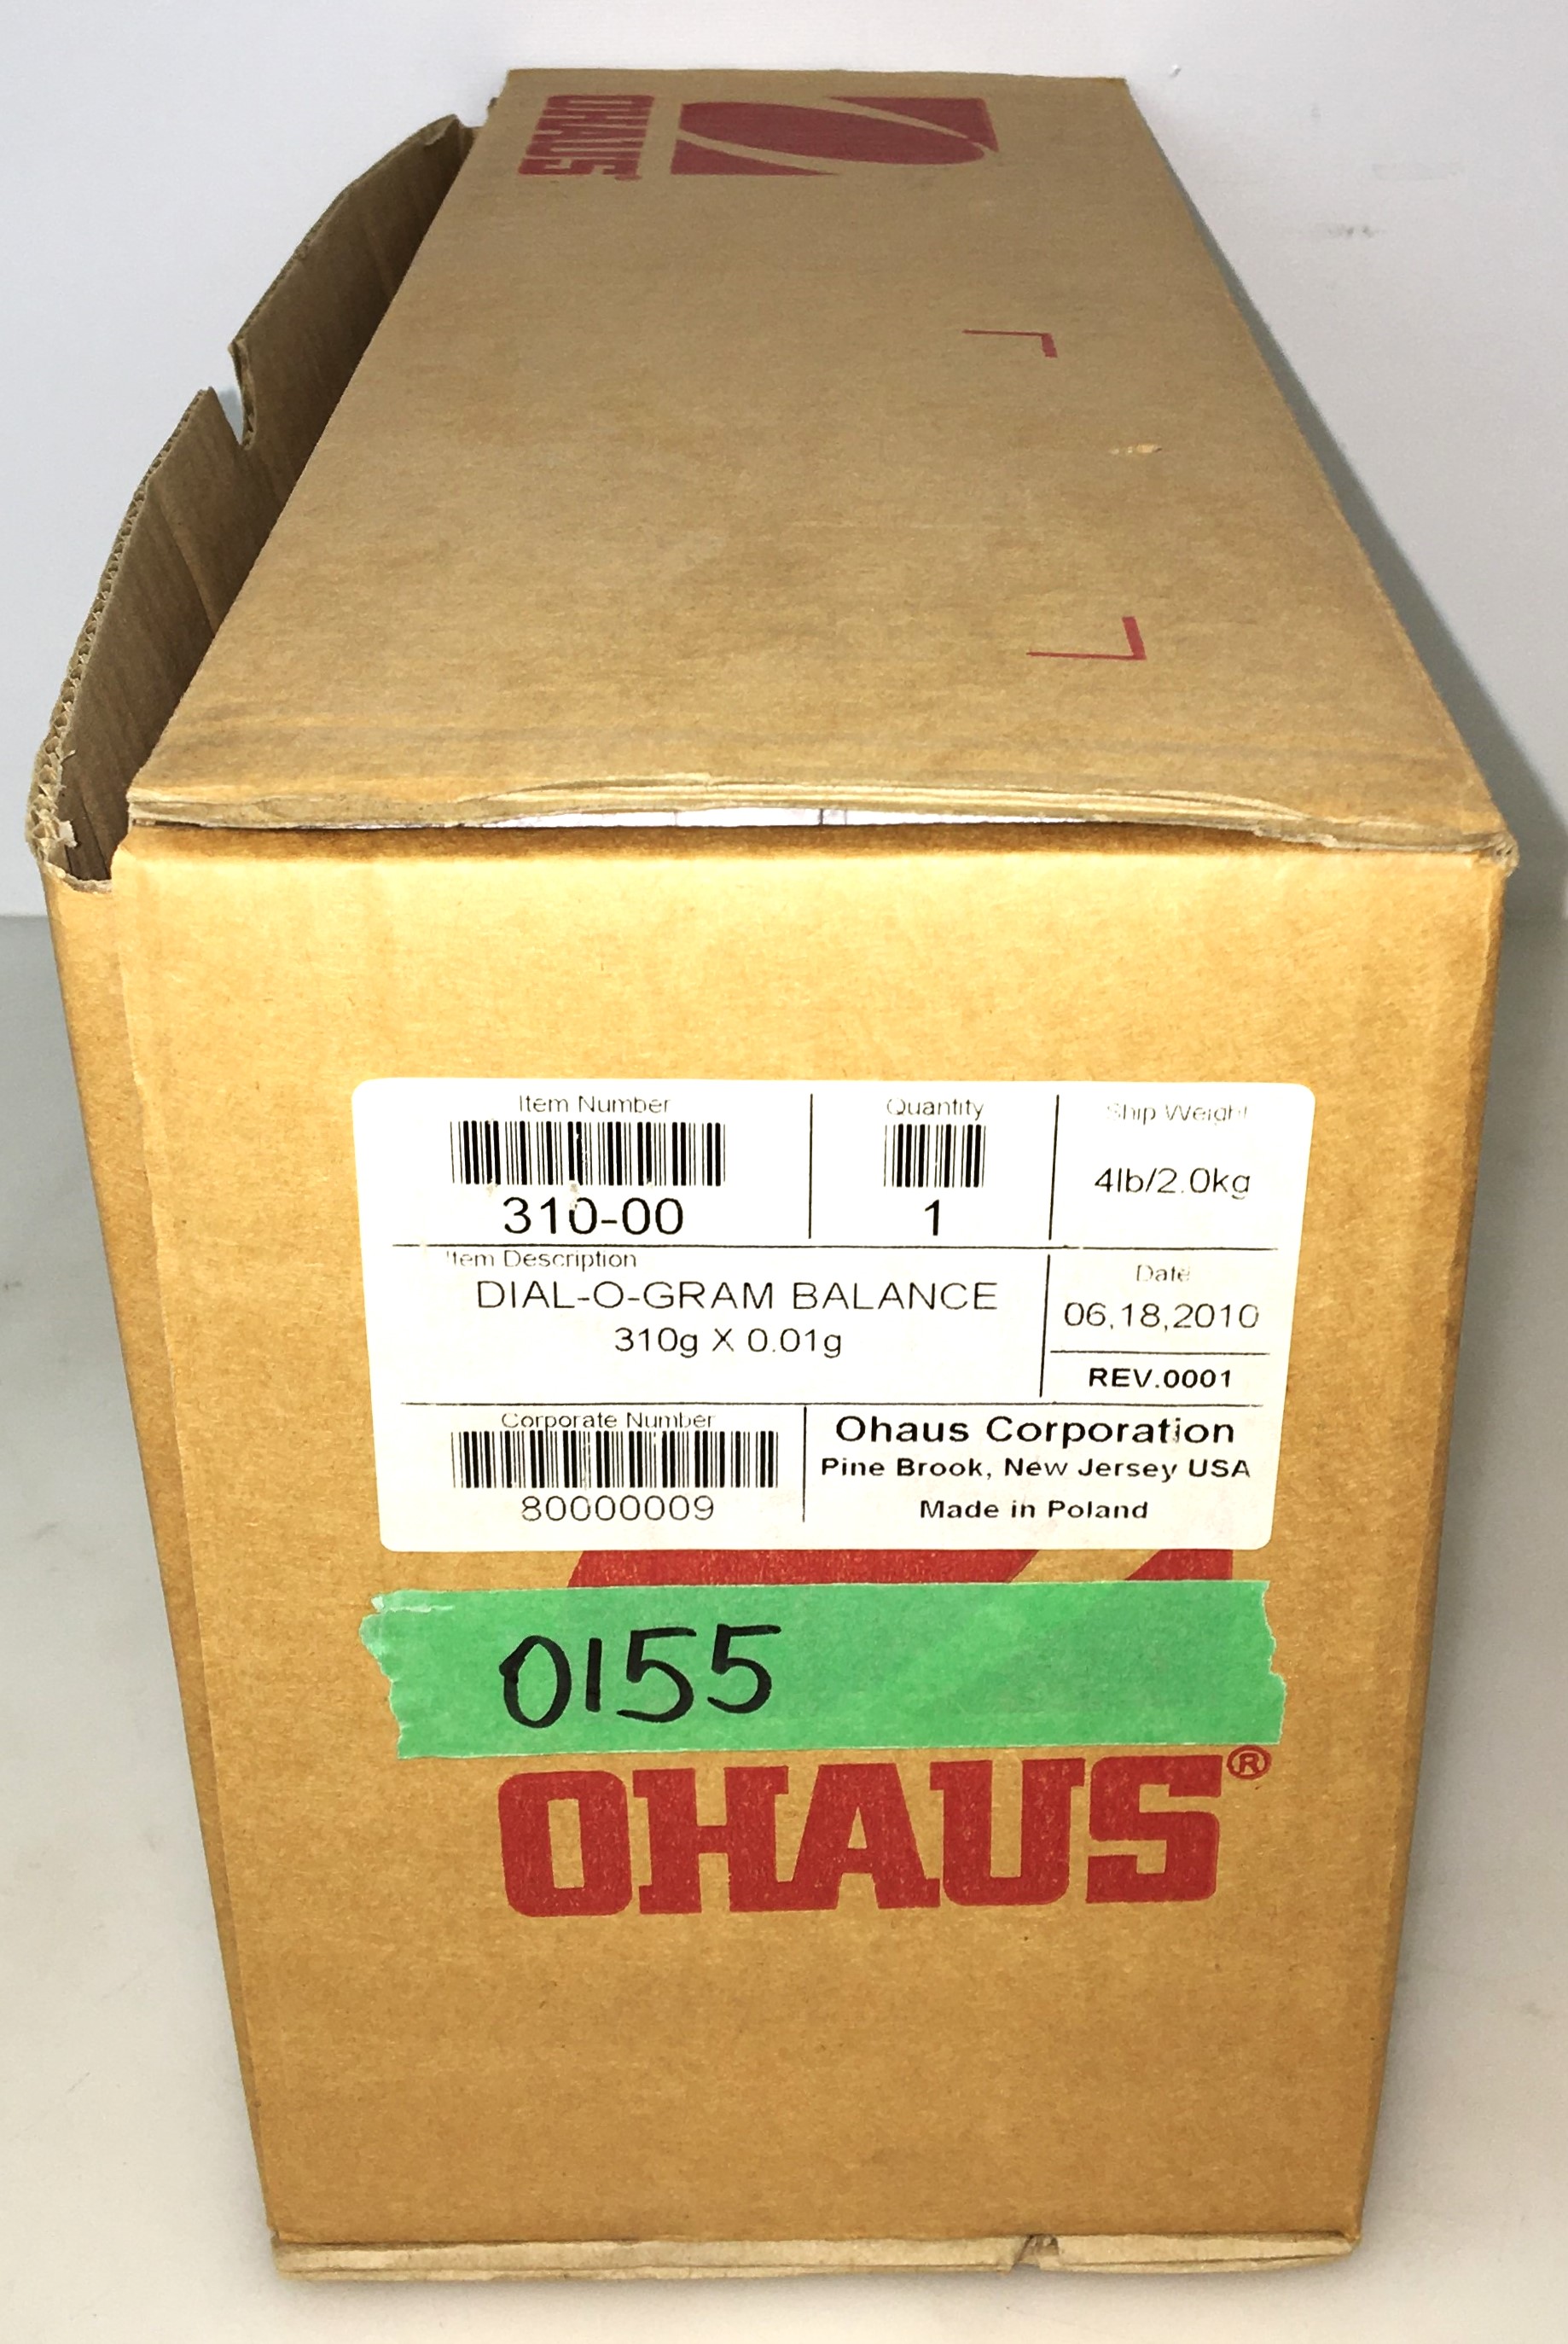 OHAUS
Item Number
310-00
Quantity
1
Ship Weight
4lb/2.0kg
Item Description
DIAL-O-GRAM BALANCE
310g X 0.01g
Date
06,18,2010
REV.0001
Corporate Number
80000009
Ohaus Corporation
Pine Brook, New Jersey USA
Made in Poland
0155
OHAUS®